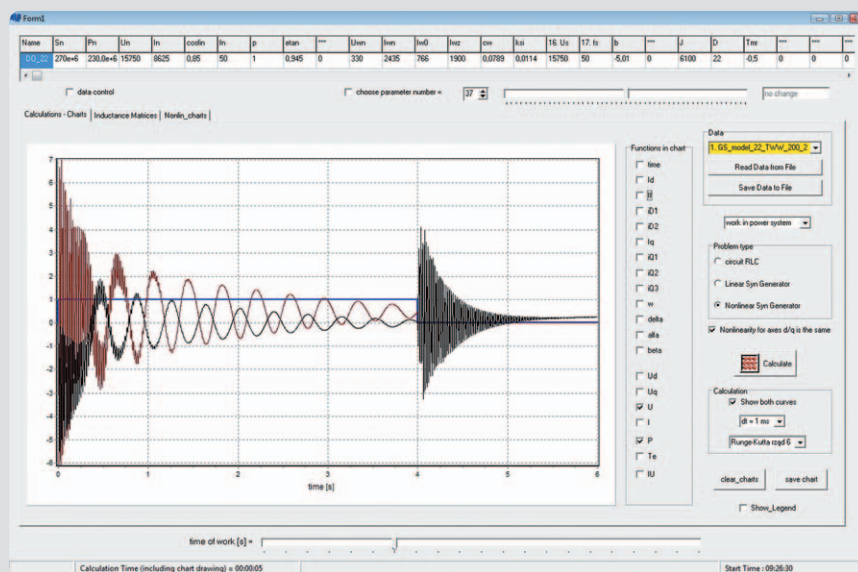 Form1
Name Sn Pn Un In cosfin fn p etan *** Uwn Iwn Iw0 Iwz cw ksi 16. Us 17. fs b *** J D Tmr *** *** ***
DO_22 270e+6 230,0e+6 15750 8625 0,85 50 1 0,945 0 330 2435 766 1900 0,0789 0,0114 15750 50 -5,01 0 6100 22 -0,5 0 0 0
data control choose parameter number = 37 no change
Calculations - Charts Inductance Matrices Nonlin_charts
Functions in chart
time
Id
If
iD1
iD2
Iq
iQ1
iQ2
iQ3
w
delta
alfa
beta
Ud
Uq
U
I
P
Te
IU
7
6
5
4
3
2
1
0
-1
-2
-3
-4
-5
-6
0 1 2 3 4 5 6
time [s]
Data
1. GS_model_22_TWW_200_2
Read Data from File
Save Data to File
work in power system
Problem type
circuit RLC
Linear Syn Generator
Nonlinear Syn Generator
Nonlinearity for axes d/q is the same
Calculate
Calculation
Show both curves
dt = 1 ms
Runge-Kutta rząd 6
clear_charts save chart
Show_Legend
time of work [s] =
Calculation Time (including chart drawing) = 00:00:05 Start Time : 09:26:30